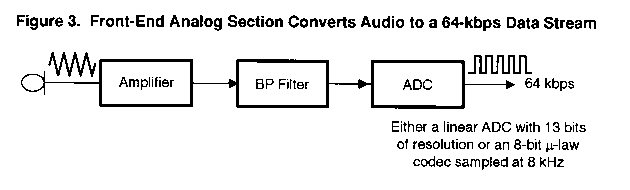 Figure 3. Front-End Analog Section Converts Audio to a 64-kbps Data Stream
Amplifier
BP Filter
ADC
64 kbps
Either a linear ADC with 13 bits
of resolution or an 8-bit μ-law
codec sampled at 8 kHz